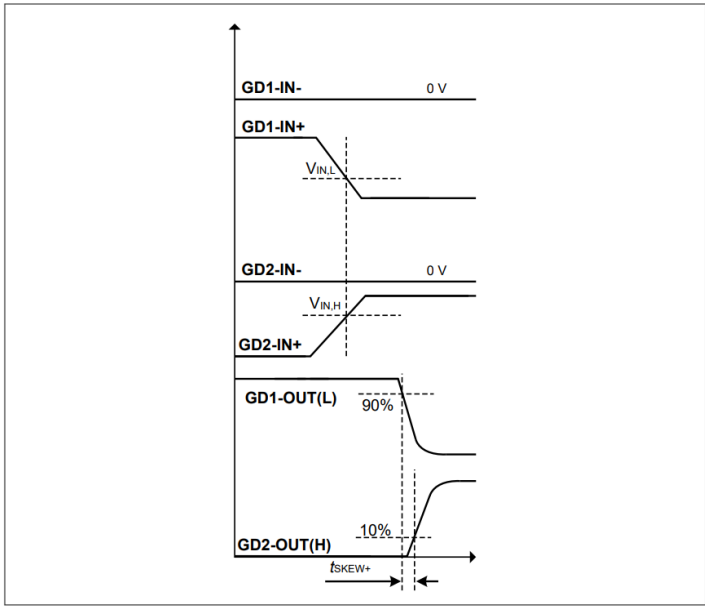 GD1-IN- 0 V
GD1-IN+
VIN,L
GD2-IN- 0 V
VIN,H
GD2-IN+
GD1-OUT(L)
90%
10%
GD2-OUT(H)
tSKEW+